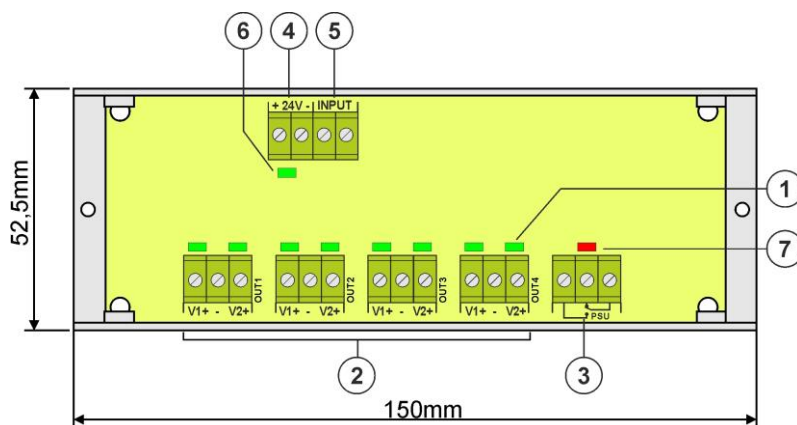 6
4
5
+ 24V - INPUT
52,5mm
1
7
OUT1
OUT2
OUT3
OUT4
V1+ - V2+
V1+ - V2+
V1+ - V2+
V1+ - V2+
PSU
2
3
150mm